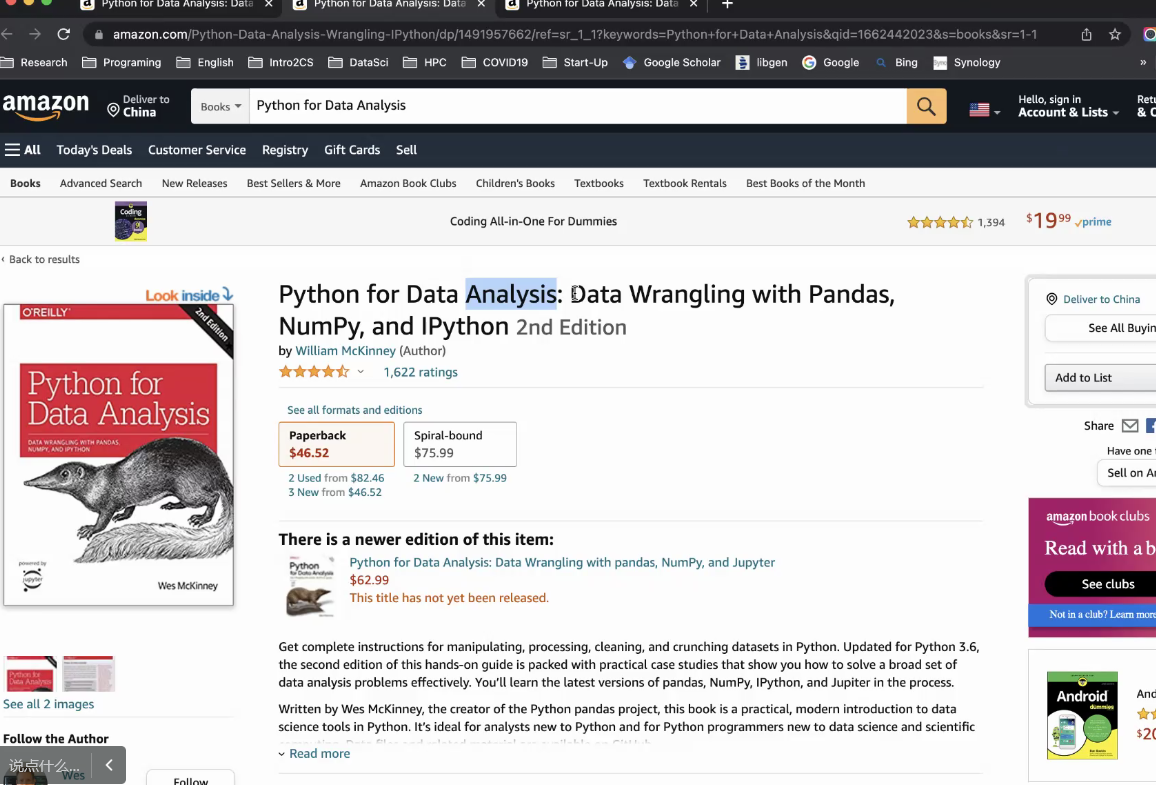 Python for Data Analysis: Data
Python for Data Analysis: Data
Python for Data Analysis: Data
amazon.com/Python-Data-Analysis-Wrangling-IPython/dp/1491957662/ref=sr_1_1?keywords=Python+for+Data+Analysis&qid=1662442023&s=books&sr=1-1
Research Programing English Intro2CS DataSci HPC COVID19 Start-Up Google Scholar libgen Google Bing Synology »
amazon
Deliver to
China
Books
Python for Data Analysis
Hello, sign in
Account & Lists
& O
All Today's Deals Customer Service Registry Gift Cards Sell
Books Advanced Search New Releases Best Sellers & More Amazon Book Clubs Children's Books Textbooks Textbook Rentals Best Books of the Month
Coding
Coding All-in-One For Dummies
1,394
$19 99 prime
‹ Back to results
Look inside
O'REILLY
2nd Edition
Python for
Data Analysis
DATA WRANGLING WITH PANDAS,
NUMPY, AND IPYTHON
powered by
jupyter
Wes McKinney
See all 2 images
Follow the Author
说点什么...
Wes
Follow
Python for Data Analysis: Data Wrangling with Pandas,
NumPy, and IPython 2nd Edition
by William McKinney (Author)
1,622 ratings
See all formats and editions
Paperback
$46.52
2 Used from $82.46
3 New from $46.52
Spiral-bound
$75.99
2 New from $75.99
There is a newer edition of this item:
Python for
Data Analysis
Python for Data Analysis: Data Wrangling with pandas, NumPy, and Jupyter
$62.99
This title has not yet been released.
Get complete instructions for manipulating, processing, cleaning, and crunching datasets in Python. Updated for Python 3.6,
the second edition of this hands-on guide is packed with practical case studies that show you how to solve a broad set of
data analysis problems effectively. You'll learn the latest versions of pandas, NumPy, IPython, and Jupiter in the process.
Written by Wes McKinney, the creator of the Python pandas project, this book is a practical, modern introduction to data
science tools in Python. It's ideal for analysts new to Python and for Python programmers new to data science and scientific
Read more
Deliver to China
See All Buyin
Add to List
Share
Have one
Sell on A
amazon book clubs
Read with a b
See clubs
Not in a club? Learn more
Android
dummies
And
$20